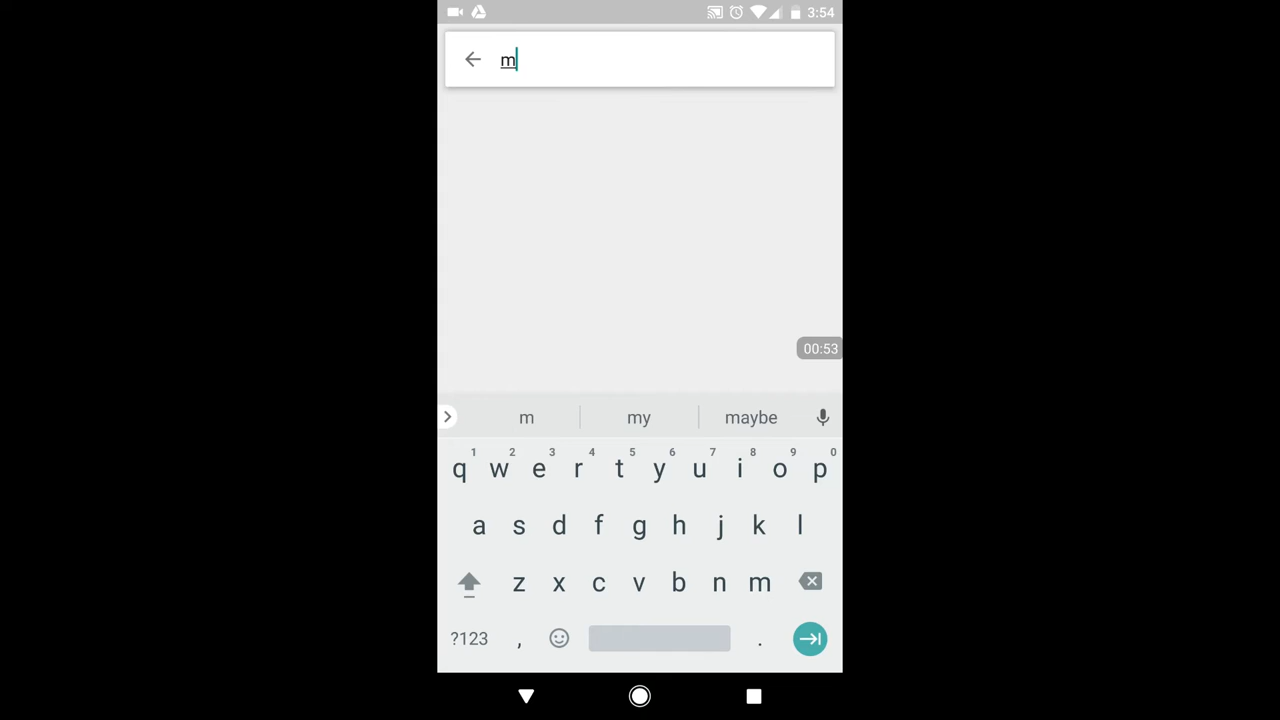 3:54
m
00:53
m my maybe
1 2 3 4 5 6 7 8 9 0
q w e r t y u i o p
a s d f g h j k l
z x c v b n m
?123 , .